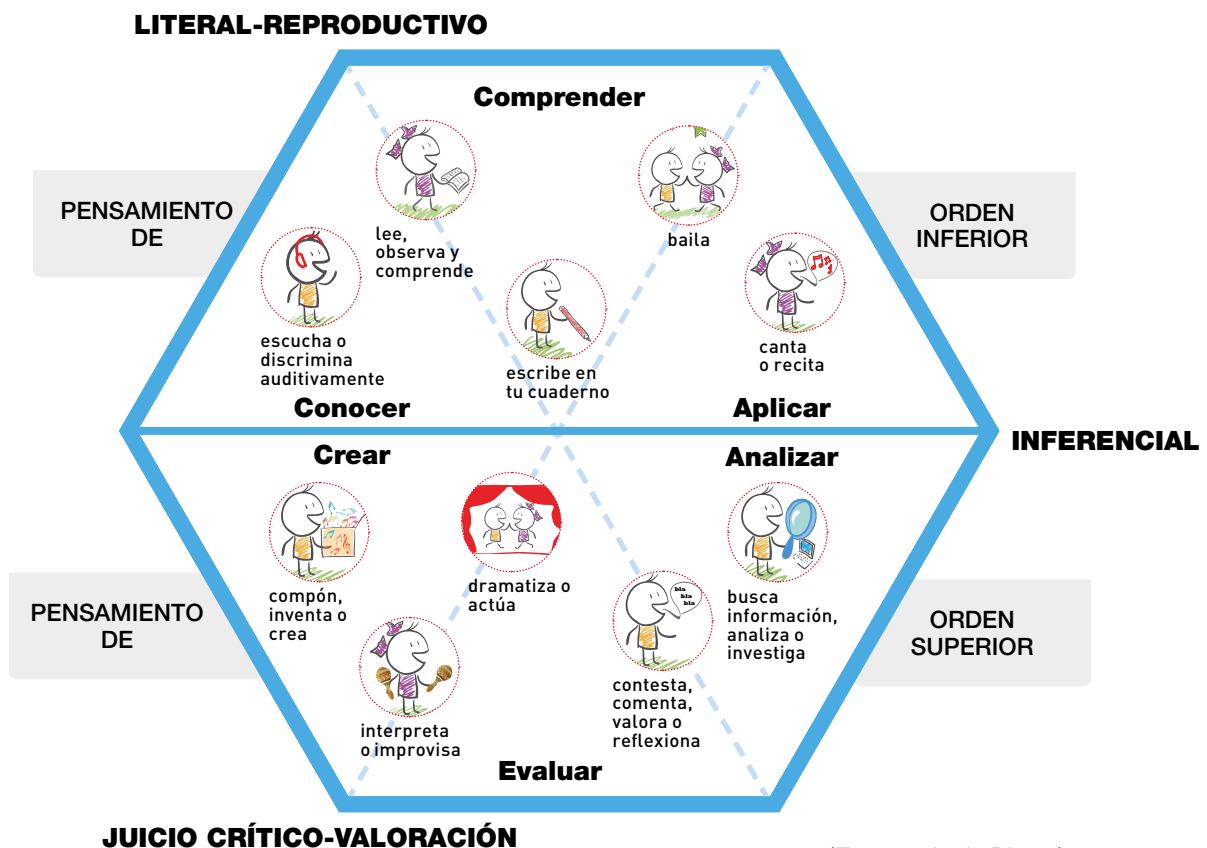 LITERAL-REPRODUCTIVO
Comprender
PENSAMIENTO
DE
ORDEN
INFERIOR
lee,
observa y
comprende
baila
escucha o
discrimina
auditivamente
escribe en
tu cuaderno
canta
o recita
Conocer
Aplicar
INFERENCIAL
Crear
Analizar
compón,
inventa o
crea
dramatiza o
actúa
bla
bla
bla
busca
información,
analiza o
investiga
PENSAMIENTO
DE
ORDEN
SUPERIOR
contesta,
comenta,
valora o
reflexiona
interpreta
o improvisa
Evaluar
JUICIO CRÍTICO-VALORACIÓN